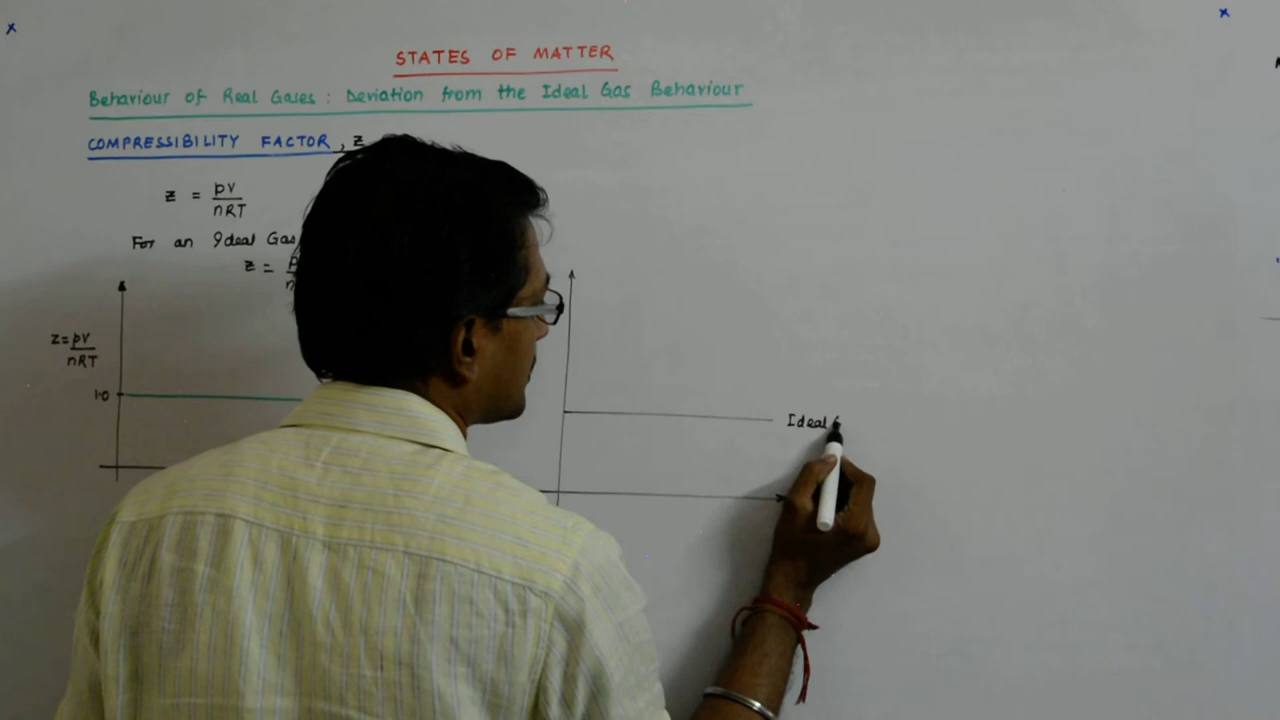 STATES OF MATTER
Behaviour of Real Gases : Deviation from the Ideal Gas Behaviour
COMPRESSIBILITY FACTOR , Z
Z = pV
nRT
For an Ideal Gas
Z =
Z = pV
nRT
1.0
Ideal